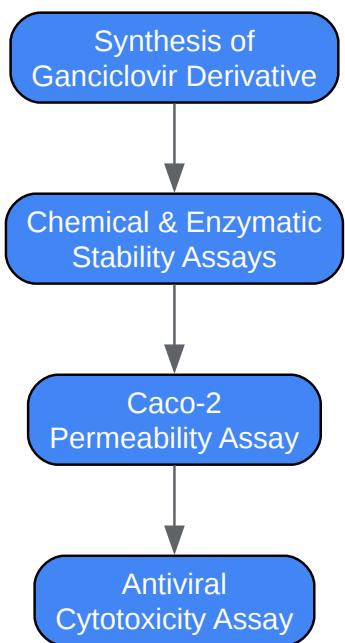 Synthesis of
Ganciclovir Derivative
Chemical & Enzymatic
Stability Assays
Caco-2
Permeability Assay
Antiviral
Cytotoxicity Assay